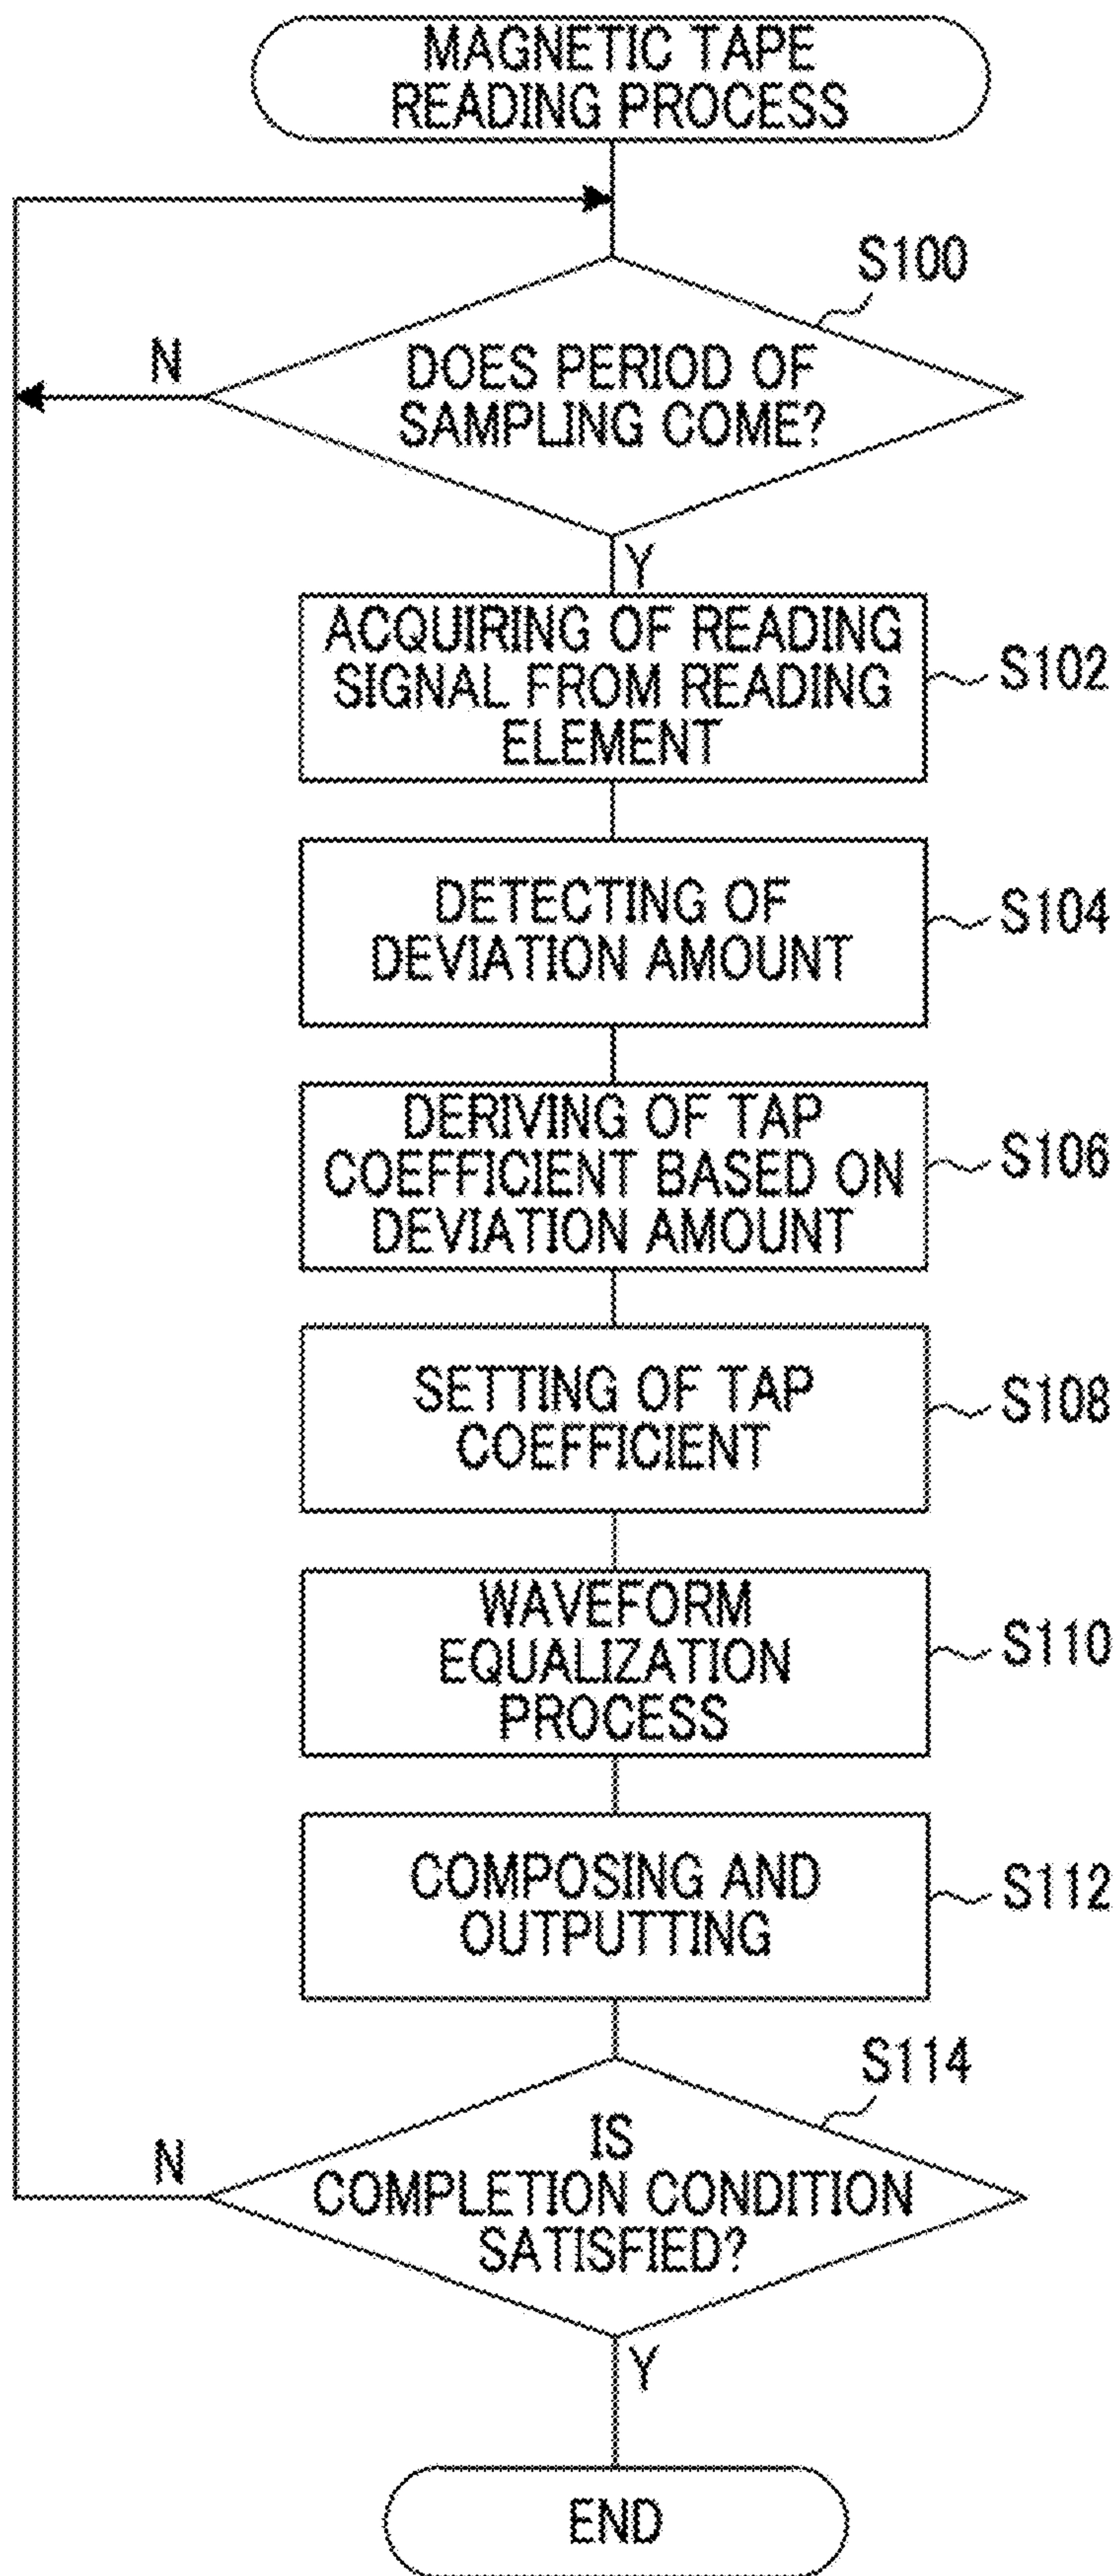 MAGNETIC TAPE
READING PROCESS
S100
N
DOES PERIOD OF
SAMPLING COME?
Y
ACQUIRING OF READING
SIGNAL FROM READING
ELEMENT
S102
DETECTING OF
DEVIATION AMOUNT
S104
DERIVING OF TAP
COEFFICIENT BASED ON
DEVIATION AMOUNT
S106
SETTING OF TAP
COEFFICIENT
S108
WAVEFORM
EQUALIZATION
PROCESS
S110
COMPOSING AND
OUTPUTTING
S112
S114
N
IS
COMPLETION CONDITION
SATISFIED?
Y
END